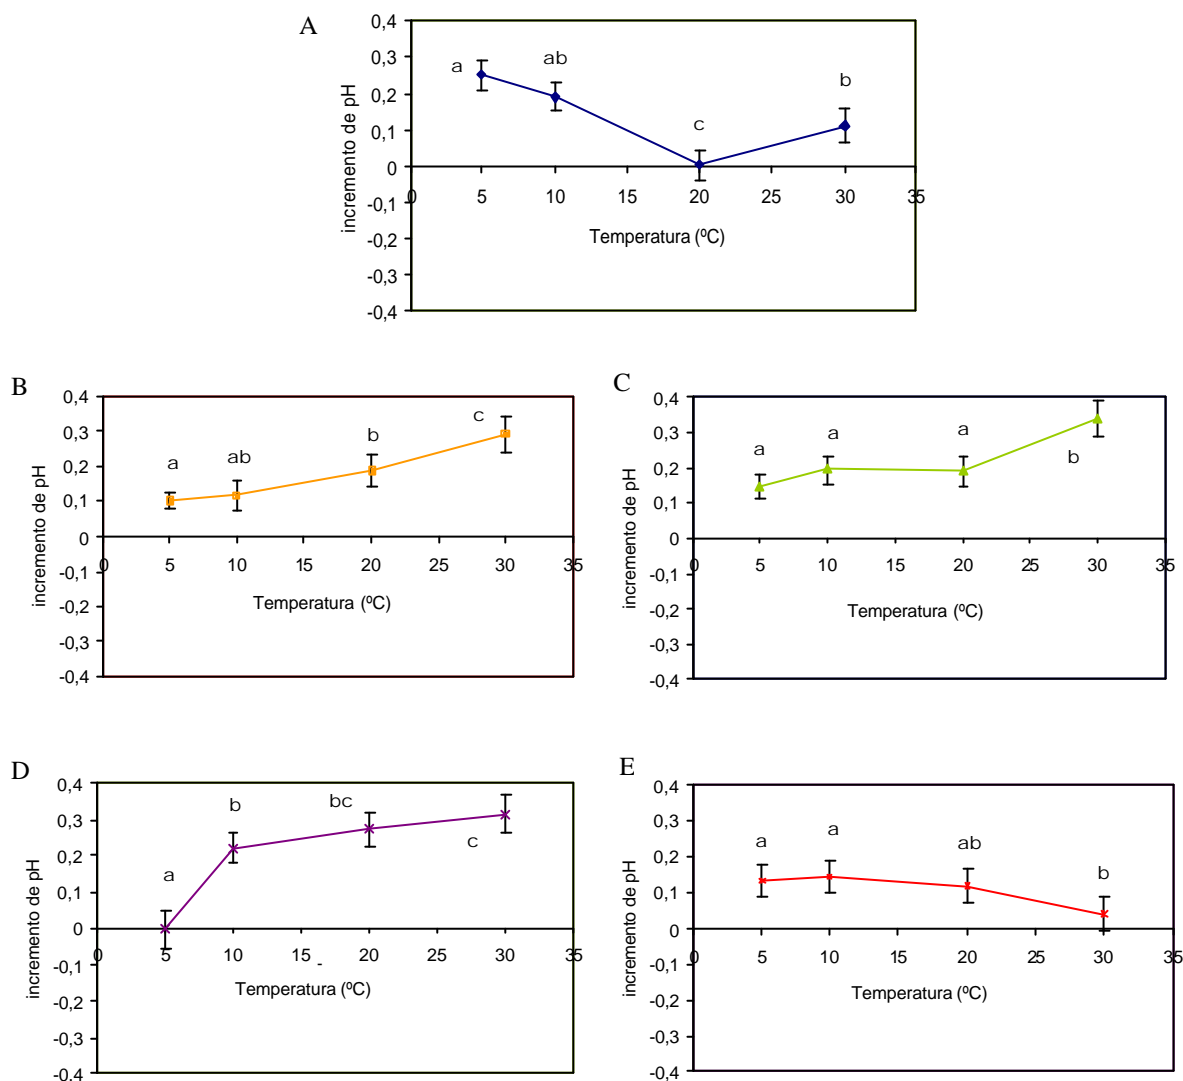 A
incremento de pH
0,4
0,3
0,2
0,1
0
-0,1
-0,2
-0,3
-0,4
a
ab
c
b
0 5 10 15 20 25 30 35
Temperatura (ºC)
B
incremento de pH
0,4
0,3
0,2
0,1
0
-0,1
-0,2
-0,3
-0,4
a
ab
b
c
0 5 10 15 20 25 30 35
Temperatura (ºC)
C
incremento de pH
0,4
0,3
0,2
0,1
0
-0,1
-0,2
-0,3
-0,4
a
a
a
b
0 5 10 15 20 25 30 35
Temperatura (ºC)
D
incremento de pH
0,4
0,3
0,2
0,1
0
-0,1
-0,2
-0,3
-0,4
a
b
bc
c
0 5 10 15 20 25 30 35
-
Temperatura (ºC)
E
incremento de pH
0,4
0,3
0,2
0,1
0
-0,1
-0,2
-0,3
-0,4
a
a
ab
b
0 5 10 15 20 25 30 35
Temperatura (ºC)